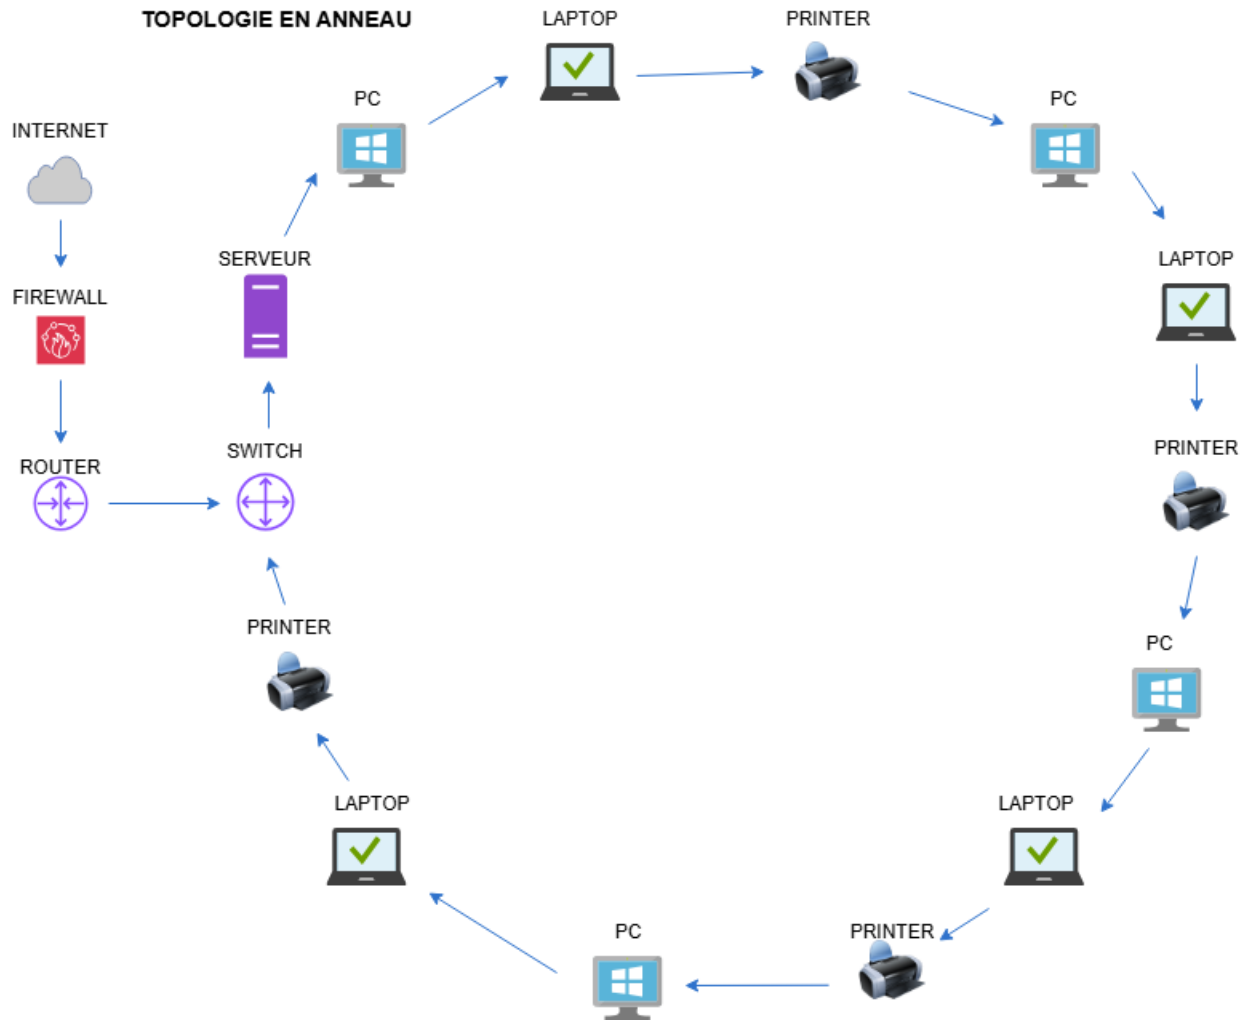 TOPOLOGIE EN ANNEAU
LAPTOP
PRINTER
PC
PC
INTERNET
SERVEUR
LAPTOP
FIREWALL
SWITCH
PRINTER
ROUTER
PRINTER
PC
LAPTOP
LAPTOP
PC
PRINTER